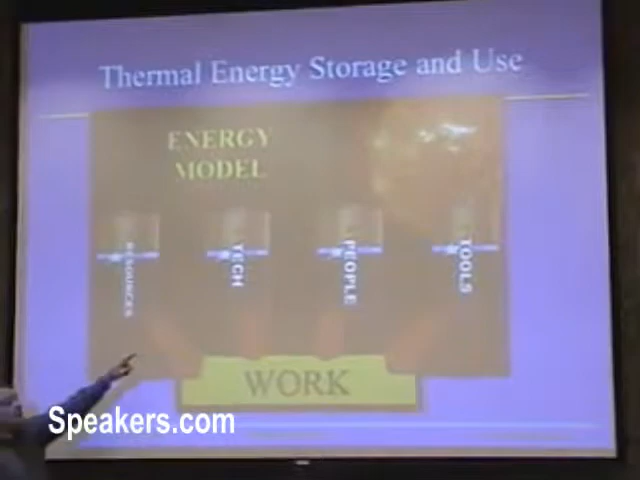 Thermal Energy Storage and Use
ENERGY
MODEL
RESOURCES
TECH
PEOPLE
TOOLS
WORK
Speakers.com